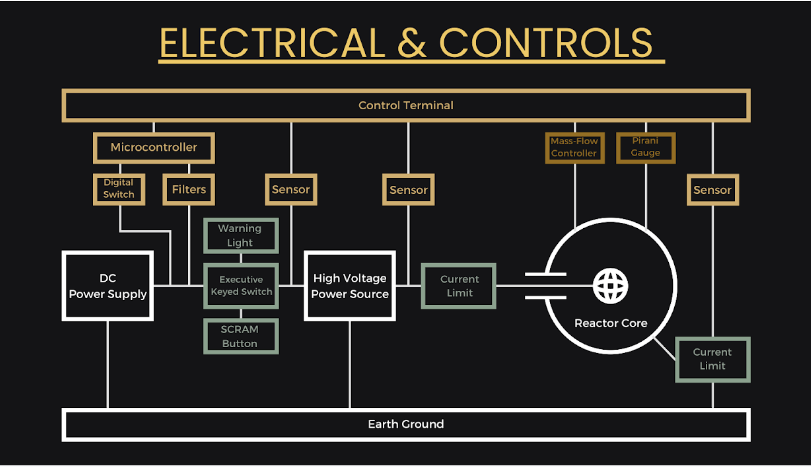 ELECTRICAL & CONTROLS
Control Terminal
Microcontroller
Mass-Flow
Controller
Pirani
Gauge
Digital
Switch
Filters
Sensor
Sensor
Sensor
Warning
Light
DC
Power Supply
Executive
Keyed Switch
High Voltage
Power Source
Current
Limit
Reactor Core
SCRAM
Button
Current
Limit
Earth Ground